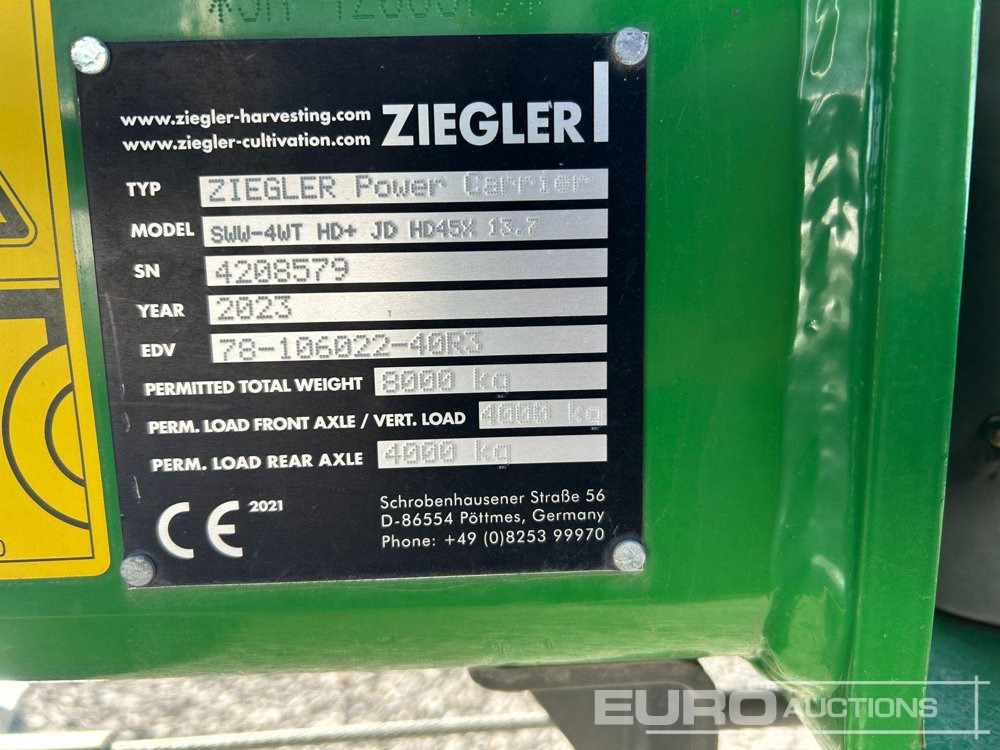 www.ziegler-harvesting.com
www.ziegler-cultivation.com
ZIEGLER
TYP ZIEGLER Power Carrier
MODEL SWW-4WT HD+ JD HD45X 13.7
SN 4208579
YEAR 2023
EDV 78-106022-40R3
PERMITTED TOTAL WEIGHT 8000 kg
PERM. LOAD FRONT AXLE / VERT. LOAD 4000 kg
PERM. LOAD REAR AXLE 4000 kg
CE 2021
Schrobenhausener Straße 56
D-86554 Pöttmes, Germany
Phone: +49 (0)8253 99970
EURO AUCTIONS